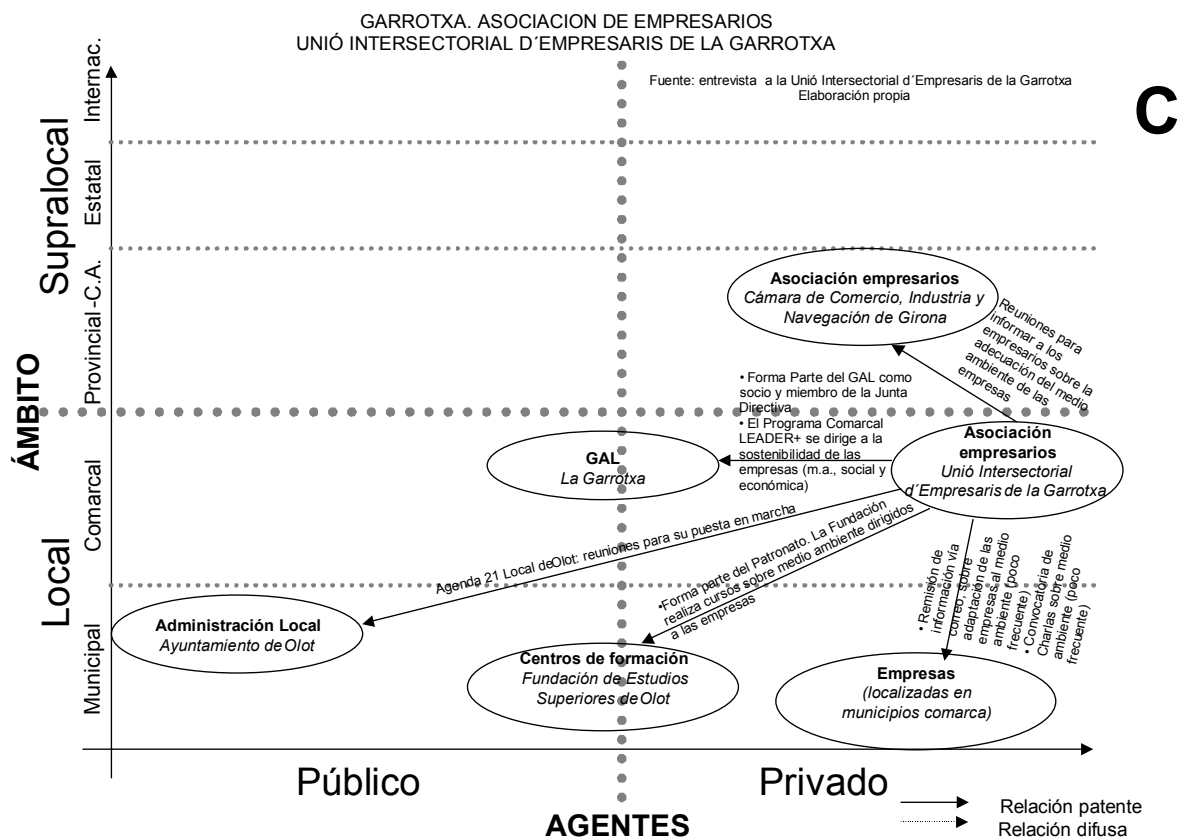 GARROTXA. ASOCIACION DE EMPRESARIOS
UNIÓ INTERSECTORIAL D´EMPRESARIS DE LA GARROTXA
Fuente: entrevista a la Unió Intersectorial d´Empresaris de la Garrotxa
Elaboración propia
C
ÁMBITO
Supralocal
Local
Internac.
Estatal
Provincial-C.A.
Comarcal
Municipal
Asociación empresarios
Cámara de Comercio, Industria y
Navegación de Girona
Reuniones para
informar a los
empresarios sobre la
adecuación del medio
ambiente de las
empresas
• Forma Parte del GAL como
socio y miembro de la Junta
Directiva
• El Programa Comarcal
LEADER+ se dirige a la
sostenibilidad de las
empresas (m.a., social y
económica)
GAL
La Garrotxa
Asociación
empresarios
Unió Intersectorial
d´Empresaris de la Garrotxa
Agenda 21 Local de Olot: reuniones para su puesta en marcha
•Forma parte del Patronato. La Fundación
realiza cursos sobre medio ambiente dirigidos
a las empresas
• Remisión de
información vía
correo, sobre
adaptación de las
empresas al medio
ambiente (poco
frecuente)
• Convocatoria de
Charlas sobre medio
ambiente (poco
frecuente)
Administración Local
Ayuntamiento de Olot
Centros de formación
Fundación de Estudios
Superiores de Olot
Empresas
(localizadas en
municipios comarca)
Público
Privado
AGENTES
Relación patente
Relación difusa